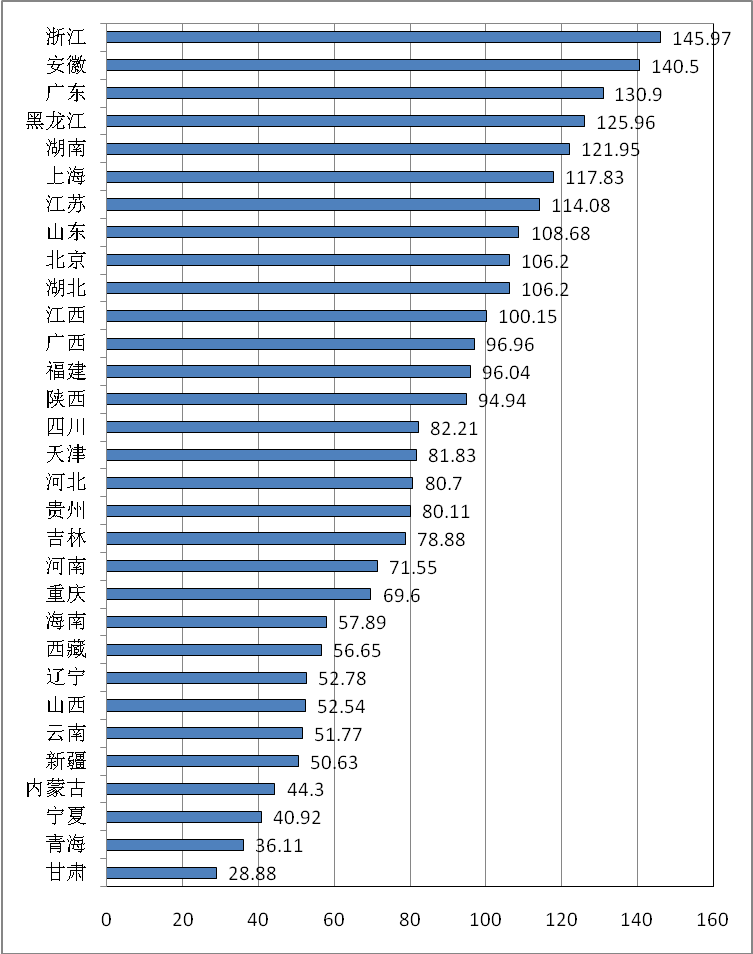 浙江 145.97
安徽 140.5
广东 130.9
黑龙江 125.96
湖南 121.95
上海 117.83
江苏 114.08
山东 108.68
北京 106.2
湖北 106.2
江西 100.15
广西 96.96
福建 96.04
陕西 94.94
四川 82.21
天津 81.83
河北 80.7
贵州 80.11
吉林 78.88
河南 71.55
重庆 69.6
海南 57.89
西藏 56.65
辽宁 52.78
山西 52.54
云南 51.77
新疆 50.63
内蒙古 44.3
宁夏 40.92
青海 36.11
甘肃 28.88
0 20 40 60 80 100 120 140 160